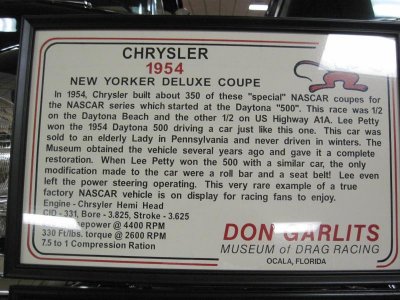 CHRYSLER
1954
NEW YORKER DELUXE COUPE
In 1954, Chrysler built about 350 of these "special" NASCAR coupes for
the NASCAR series which started at the Daytona "500". This race was 1/2
on the Daytona Beach and the other 1/2 on US Highway A1A. Lee Petty
won the 1954 Daytona 500 driving a car just like this one. This car was
sold to an elderly Lady in Pennsylvania and never driven in winters. The
Museum obtained the vehicle several years ago and gave it a complete
restoration. When Lee Petty won the 500 with a similar car, the only
modification made to the car were a roll bar and a seat belt! Lee even
left the power steering operating. This very rare example of a true
factory NASCAR vehicle is on display for racing fans to enjoy.
Engine - Chrysler Hemi Head
CID - 331, Bore - 3.825, Stroke - 3.625
@ 4400 RPM
330 Ft/lbs. torque @ 2600 RPM
7.5 to 1 Compression Ration
DON GARLITS
MUSEUM OF DRAG RACING
OCALA, FLORIDA